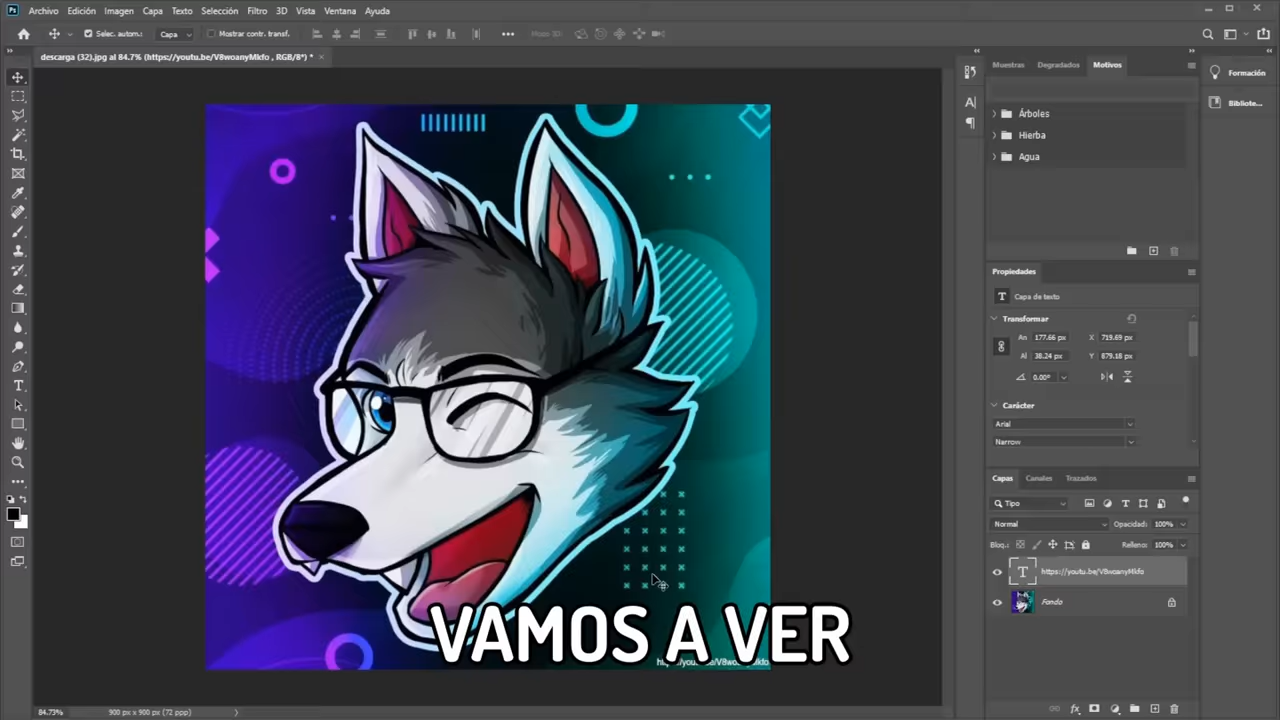 Ps Archivo Edición Imagen Capa Texto Selección Filtro 3D Vista Ventana Ayuda
Selec. autom.: Capa Mostrar contr. transf. Modo 3D:
descarga (32).jpg al 84.7% (https://youtu.be/V8woanyMkfo , RGB/8*) * ×
Muestras Degradados Motivos
Formación
Bibliote...
Árboles
Hierba
Agua
Propiedades
T Capa de texto
Transformar
An 177.66 px X 719.69 px
Al 38.24 px Y 879.18 px
0.00°
Carácter
Arial
Narrow
Capas Canales Trazados
Tipo
Normal Opacidad: 100%
Bloq.: Relleno: 100%
T https://youtu.be/V8woanyMkfo
Fondo
VAMOS A VER
84.73% 900 px x 900 px (72 ppp)